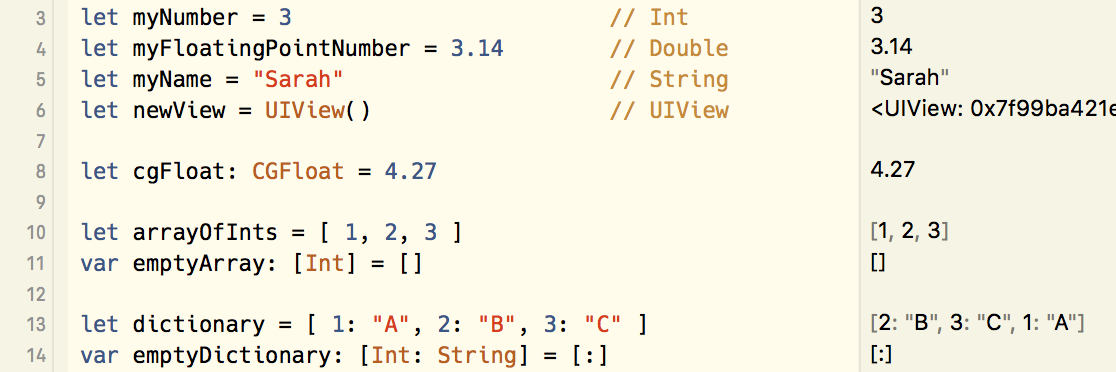 3 let myNumber = 3 // Int 3
4 let myFloatingPointNumber = 3.14 // Double 3.14
5 let myName = "Sarah" // String "Sarah"
6 let newView = UIView() // UIView <UIView: 0x7f99ba421e
7
8 let cgFloat: CGFloat = 4.27 4.27
9
10 let arrayOfInts = [ 1, 2, 3 ] [1, 2, 3]
11 var emptyArray: [Int] = [] []
12
13 let dictionary = [ 1: "A", 2: "B", 3: "C" ] [2: "B", 3: "C", 1: "A"]
14 var emptyDictionary: [Int: String] = [:] [:]